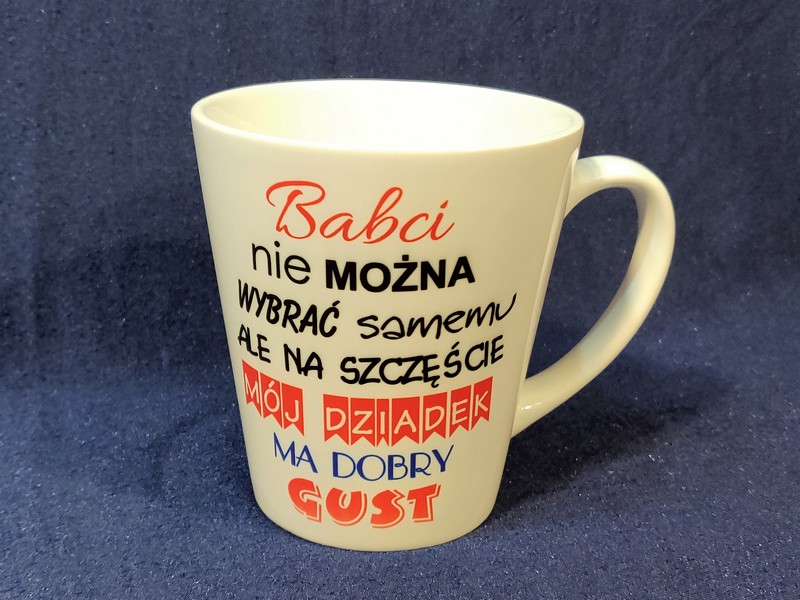 Babci
nie MOŻNA
WYBRAĆ samemu
ALE NA SZCZĘŚCIE
MÓJ DZIADEK
MA DOBRY
GUST